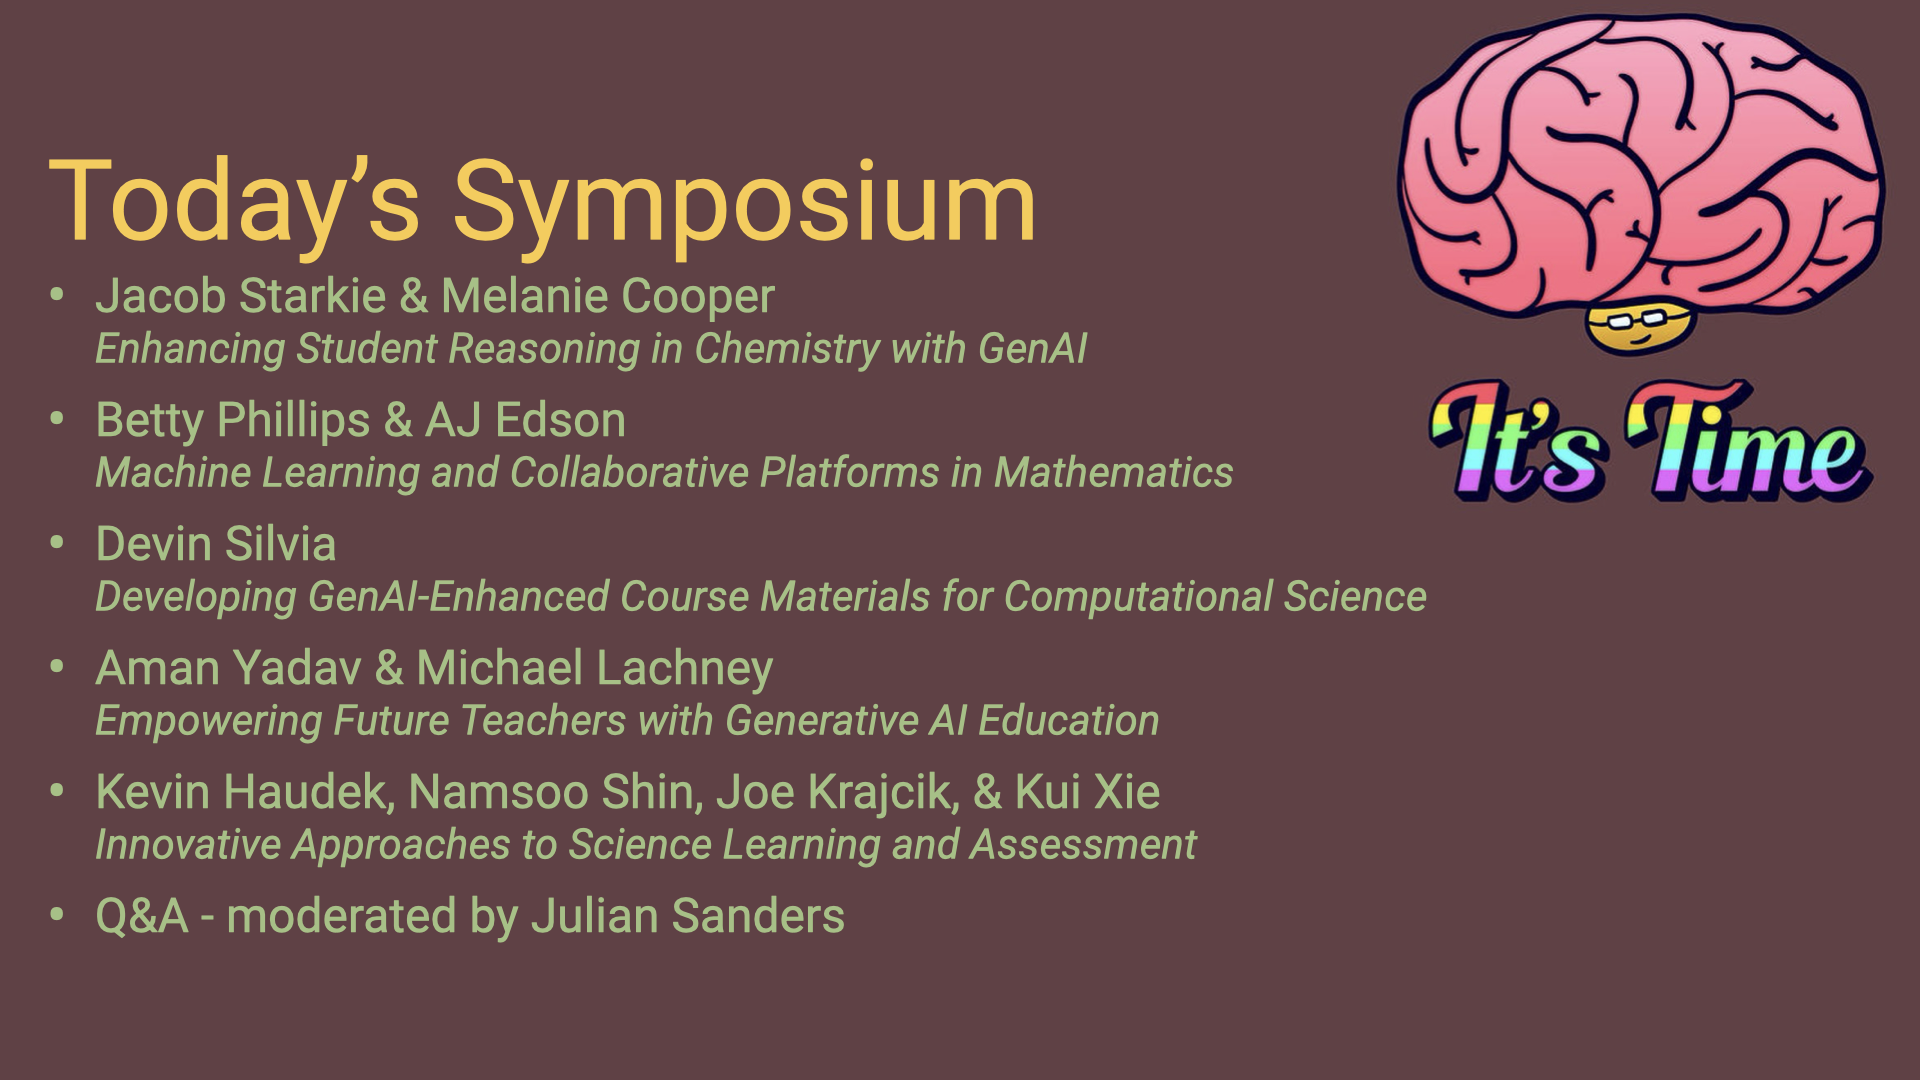 Today’s Symposium
• Jacob Starkie & Melanie Cooper
Enhancing Student Reasoning in Chemistry with GenAI
• Betty Phillips & AJ Edson
Machine Learning and Collaborative Platforms in Mathematics
• Devin Silvia
Developing GenAI-Enhanced Course Materials for Computational Science
• Aman Yadav & Michael Lachney
Empowering Future Teachers with Generative AI Education
• Kevin Haudek, Namsoo Shin, Joe Krajcik, & Kui Xie
Innovative Approaches to Science Learning and Assessment
• Q&A - moderated by Julian Sanders
It’s Time